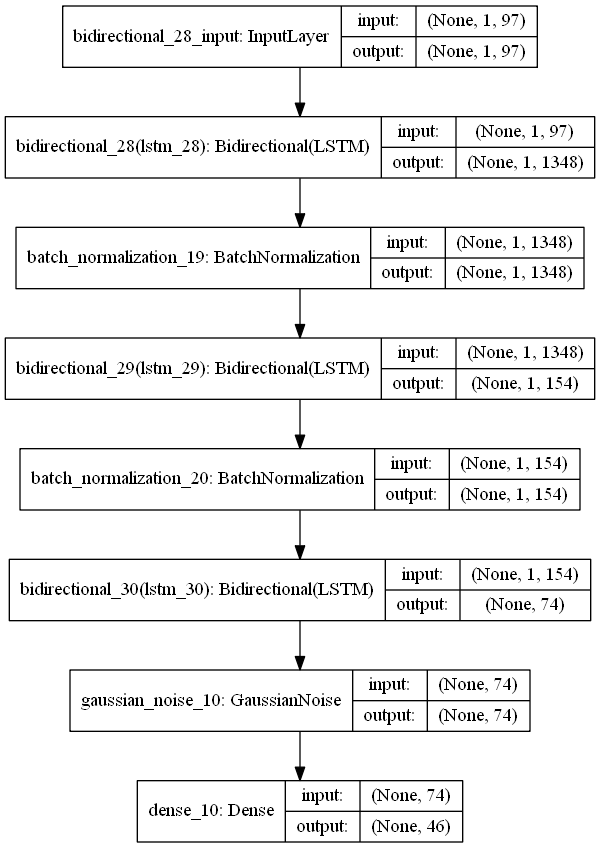 bidirectional_28_input: InputLayer
input: (None, 1, 97)
output: (None, 1, 97)
bidirectional_28(lstm_28): Bidirectional(LSTM)
input: (None, 1, 97)
output: (None, 1, 1348)
batch_normalization_19: BatchNormalization
input: (None, 1, 1348)
output: (None, 1, 1348)
bidirectional_29(lstm_29): Bidirectional(LSTM)
input: (None, 1, 1348)
output: (None, 1, 154)
batch_normalization_20: BatchNormalization
input: (None, 1, 154)
output: (None, 1, 154)
bidirectional_30(lstm_30): Bidirectional(LSTM)
input: (None, 1, 154)
output: (None, 74)
gaussian_noise_10: GaussianNoise
input: (None, 74)
output: (None, 74)
dense_10: Dense
input: (None, 74)
output: (None, 46)